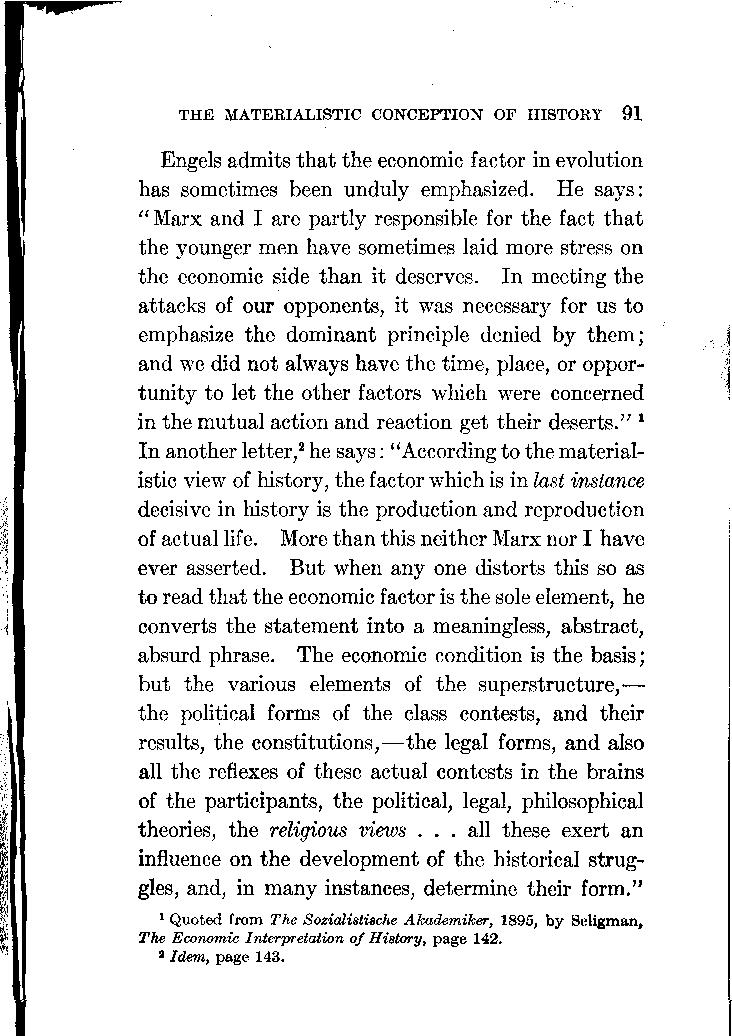 THE MATERIALISTIC CONCEPTION OF HISTORY 91
Engels admits that the economic factor in evolution
has sometimes been unduly emphasized. He says:
“Marx and I are partly responsible for the fact that
the younger men have sometimes laid more stress on
the economic side than it deserves. In meeting the
attacks of our opponents, it was necessary for us to
emphasize the dominant principle denied by them;
and we did not always have the time, place, or oppor-
tunity to let the other factors which were concerned
in the mutual action and reaction get their deserts.” ¹
In another letter,² he says: “According to the material-
istic view of history, the factor which is in last instance
decisive in history is the production and reproduction
of actual life. More than this neither Marx nor I have
ever asserted. But when any one distorts this so as
to read that the economic factor is the sole element, he
converts the statement into a meaningless, abstract,
absurd phrase. The economic condition is the basis;
but the various elements of the superstructure,—
the political forms of the class contests, and their
results, the constitutions,—the legal forms, and also
all the reflexes of these actual contests in the brains
of the participants, the political, legal, philosophical
theories, the religious views . . . all these exert an
influence on the development of the historical strug-
gles, and, in many instances, determine their form.”
¹ Quoted from The Sozialistische Akademiker, 1895, by Seligman,
The Economic Interpretation of History, page 142.
² Idem, page 143.